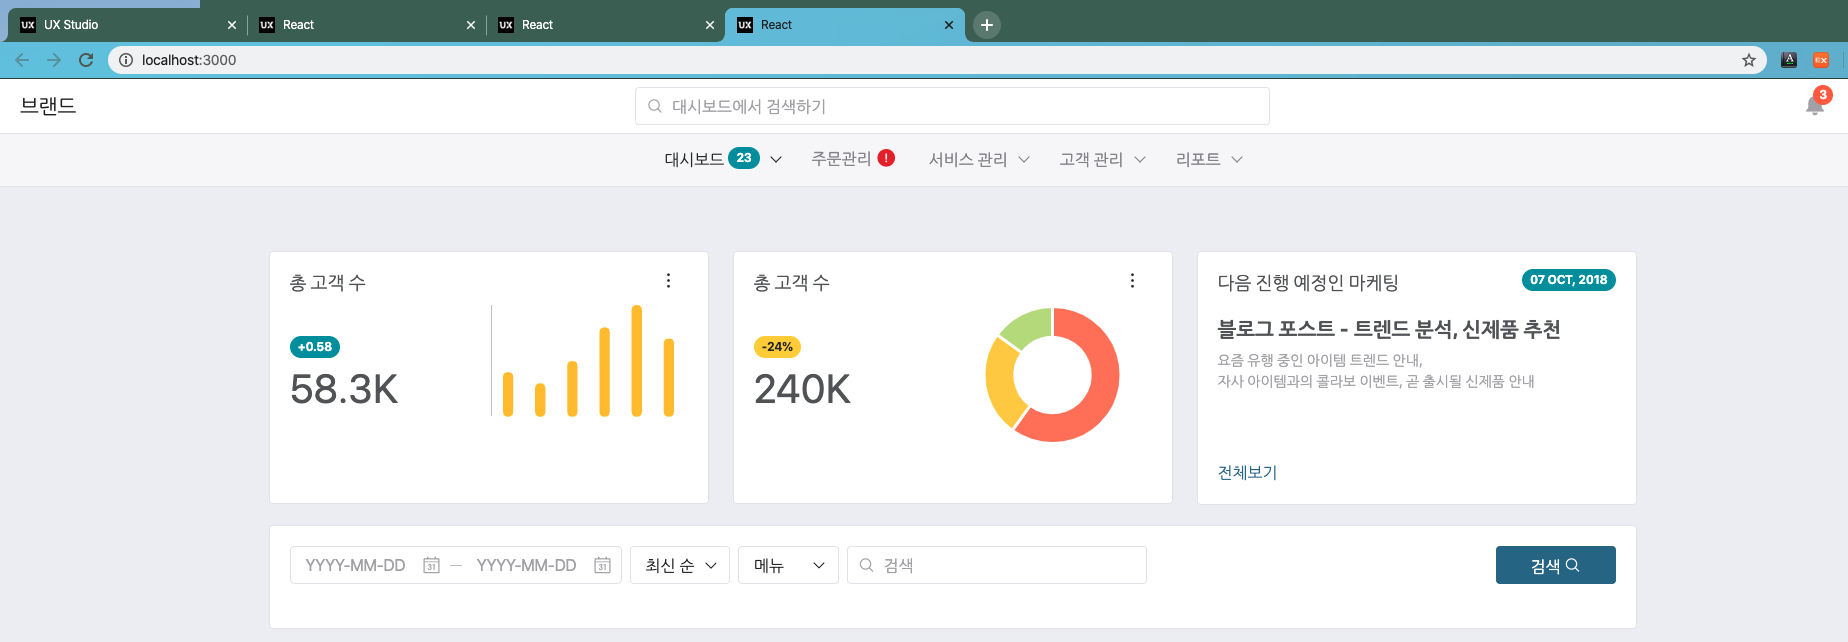 UX UX Studio
UX React
UX React
UX React
localhost:3000
A
EX
브랜드
대시보드에서 검색하기
3
대시보드 23
주문관리 !
서비스 관리
고객 관리
리포트
총 고객 수
+0.58
58.3K
총 고객 수
-24%
240K
다음 진행 예정인 마케팅
07 OCT, 2018
블로그 포스트 - 트렌드 분석, 신제품 추천
요즘 유행 중인 아이템 트렌드 안내,
자사 아이템과의 콜라보 이벤트, 곧 출시될 신제품 안내
전체보기
YYYY-MM-DD 31 — YYYY-MM-DD 31
최신 순
메뉴
검색
검색